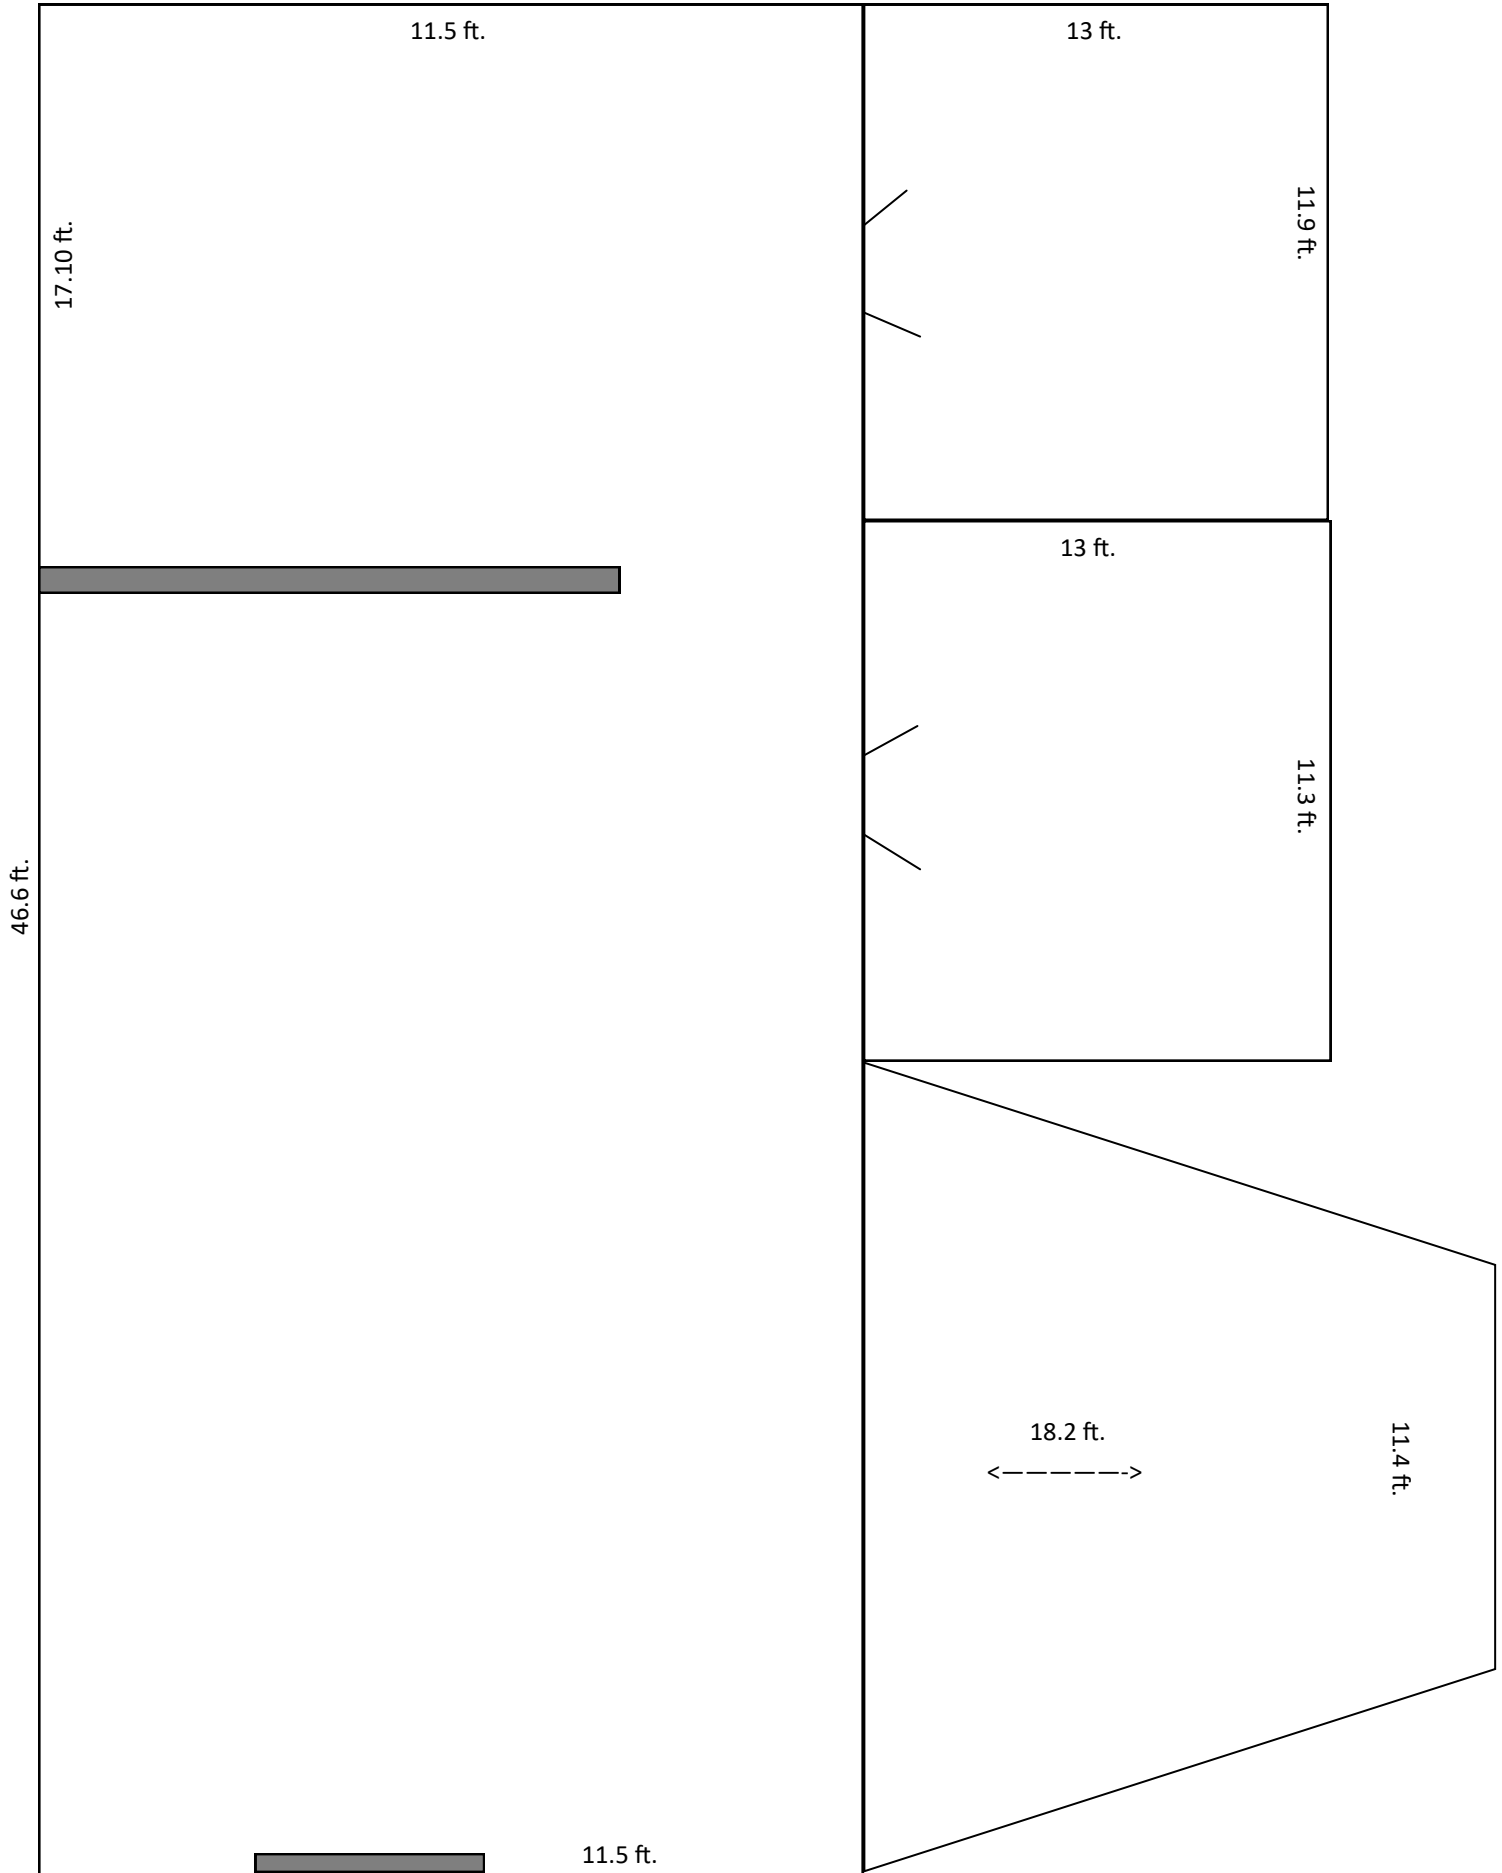 11.5 ft.
13 ft.
17.10 ft.
11.9 ft.
13 ft.
11.3 ft.
46.6 ft.
18.2 ft.
<—————->
11.4 ft.
11.5 ft.